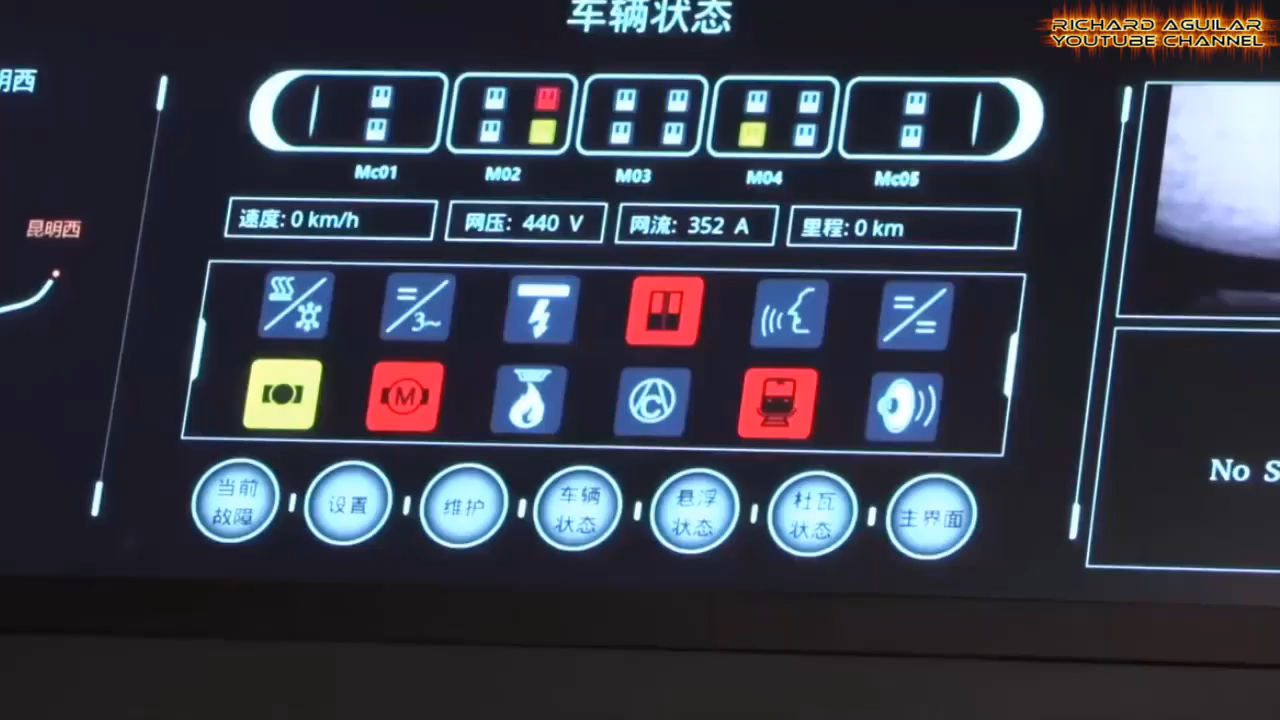 车辆状态
RICHARD AGUILAR
YOUTUBE CHANNEL
明西
昆明西
Mc01
M02
M03
M04
Mc05
速度: 0 km/h
网压: 440 V
网流: 352 A
里程: 0 km
3~
M
AC
当前
故障
设置
维护
车辆
状态
悬浮
状态
杜瓦
状态
主界面
No S